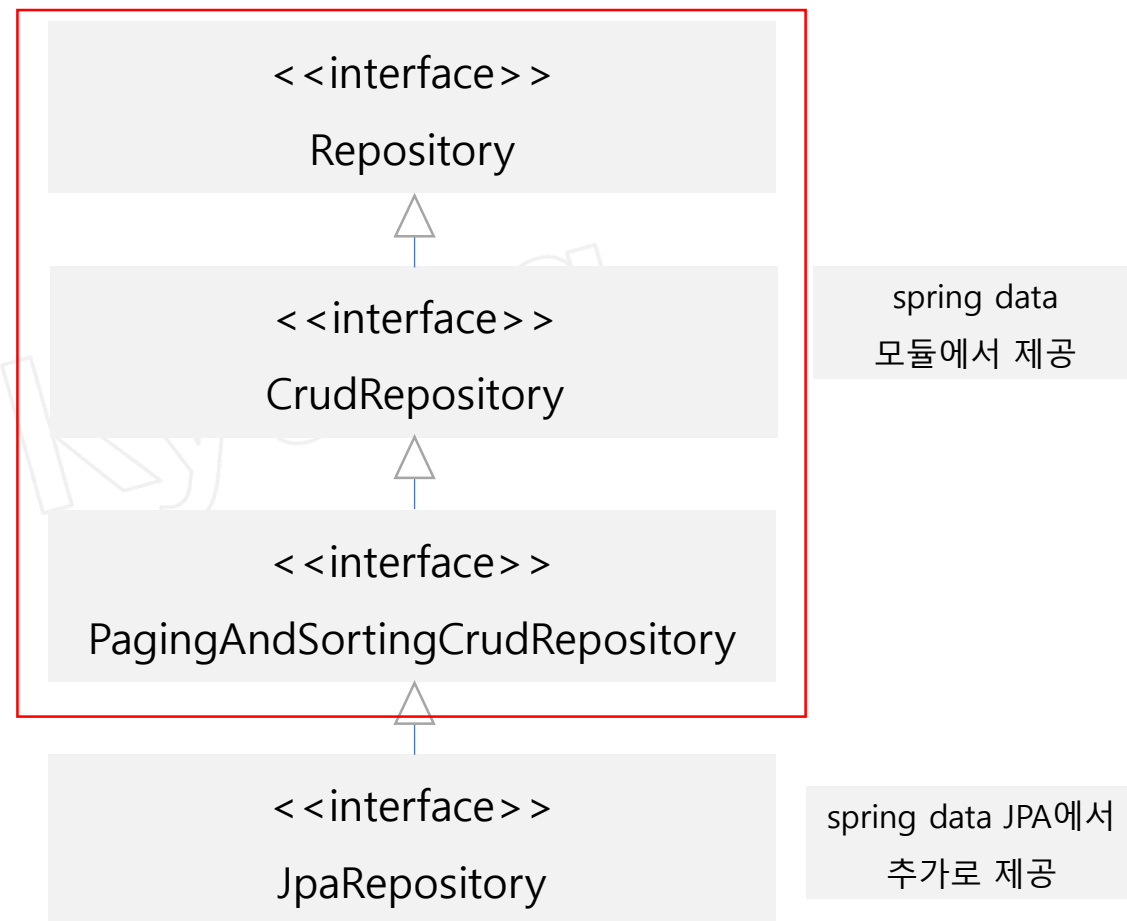 <<interface>>
Repository
<<interface>>
CrudRepository
spring data
모듈에서 제공
<<interface>>
PagingAndSortingCrudRepository
<<interface>>
JpaRepository
spring data JPA에서
추가로 제공